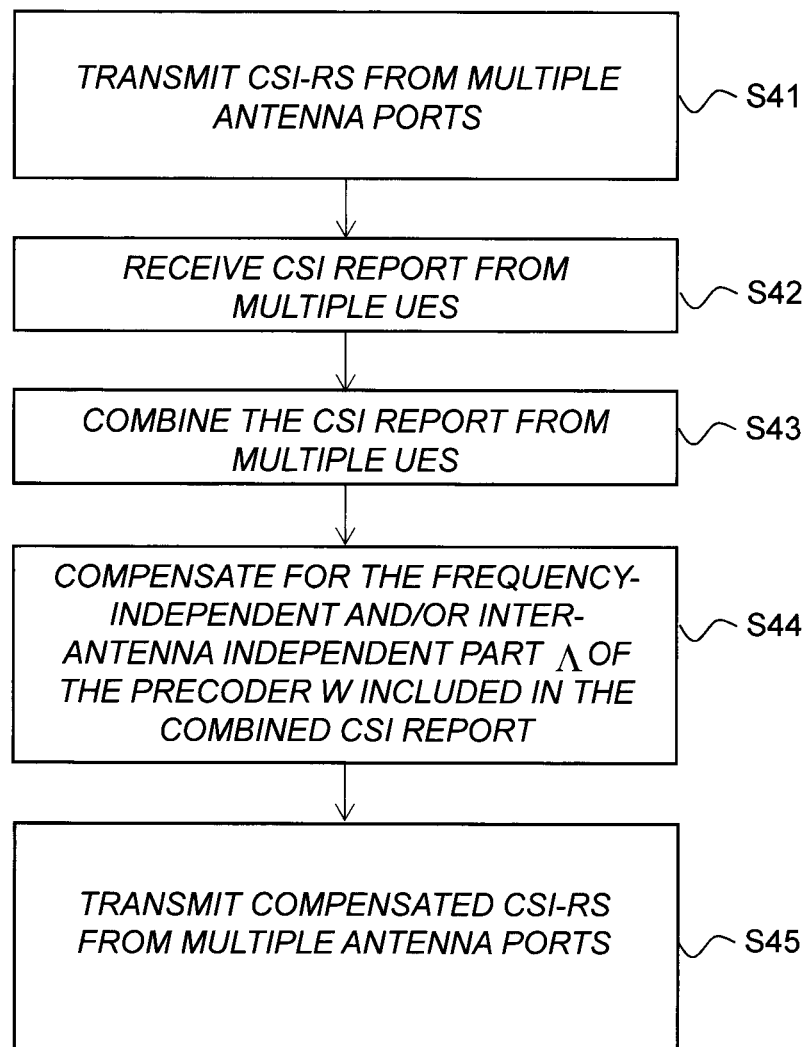 TRANSMIT CSI-RS FROM MULTIPLE
ANTENNA PORTS
S41
RECEIVE CSI REPORT FROM
MULTIPLE UES
S42
COMBINE THE CSI REPORT FROM
MULTIPLE UES
S43
COMPENSATE FOR THE FREQUENCY-
INDEPENDENT AND/OR INTER-
ANTENNA INDEPENDENT PART Λ OF
THE PRECODER W INCLUDED IN THE
COMBINED CSI REPORT
S44
TRANSMIT COMPENSATED CSI-RS
FROM MULTIPLE ANTENNA PORTS
S45